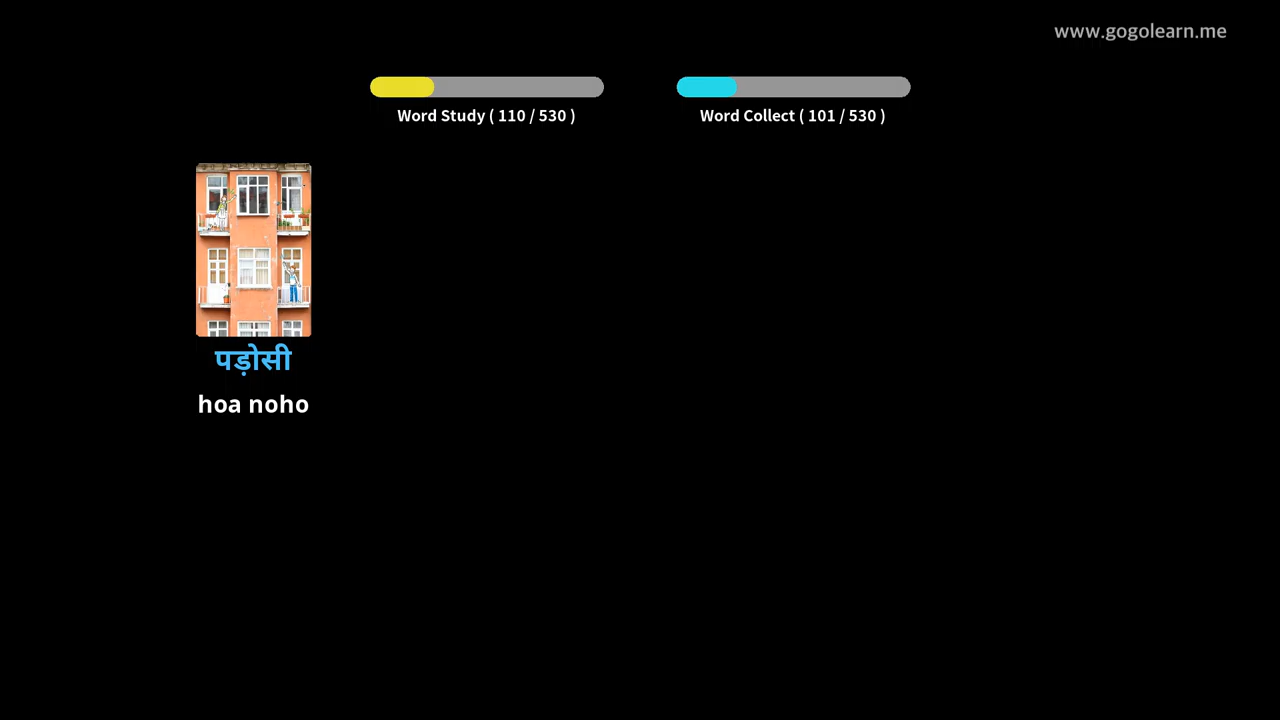 www.gogolearn.me
Word Study ( 110 / 530 )
Word Collect ( 101 / 530 )
पड़ोसी
hoa noho